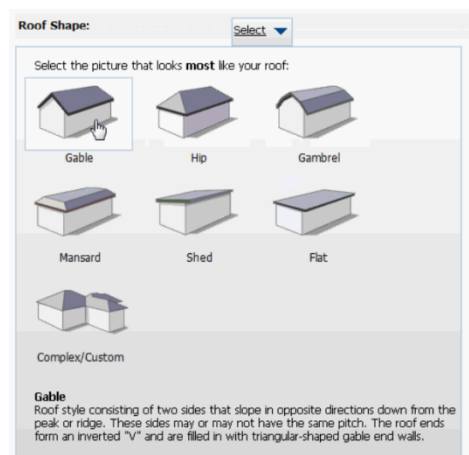 Roof Shape:
Select
Select the picture that looks most like your roof:
Gable Hip Gambrel
Mansard Shed Flat
Complex/Custom
Gable
Roof style consisting of two sides that slope in opposite directions down from the
peak or ridge. These sides may or may not have the same pitch. The roof ends
form an inverted "V" and are filled in with triangular-shaped gable end walls.